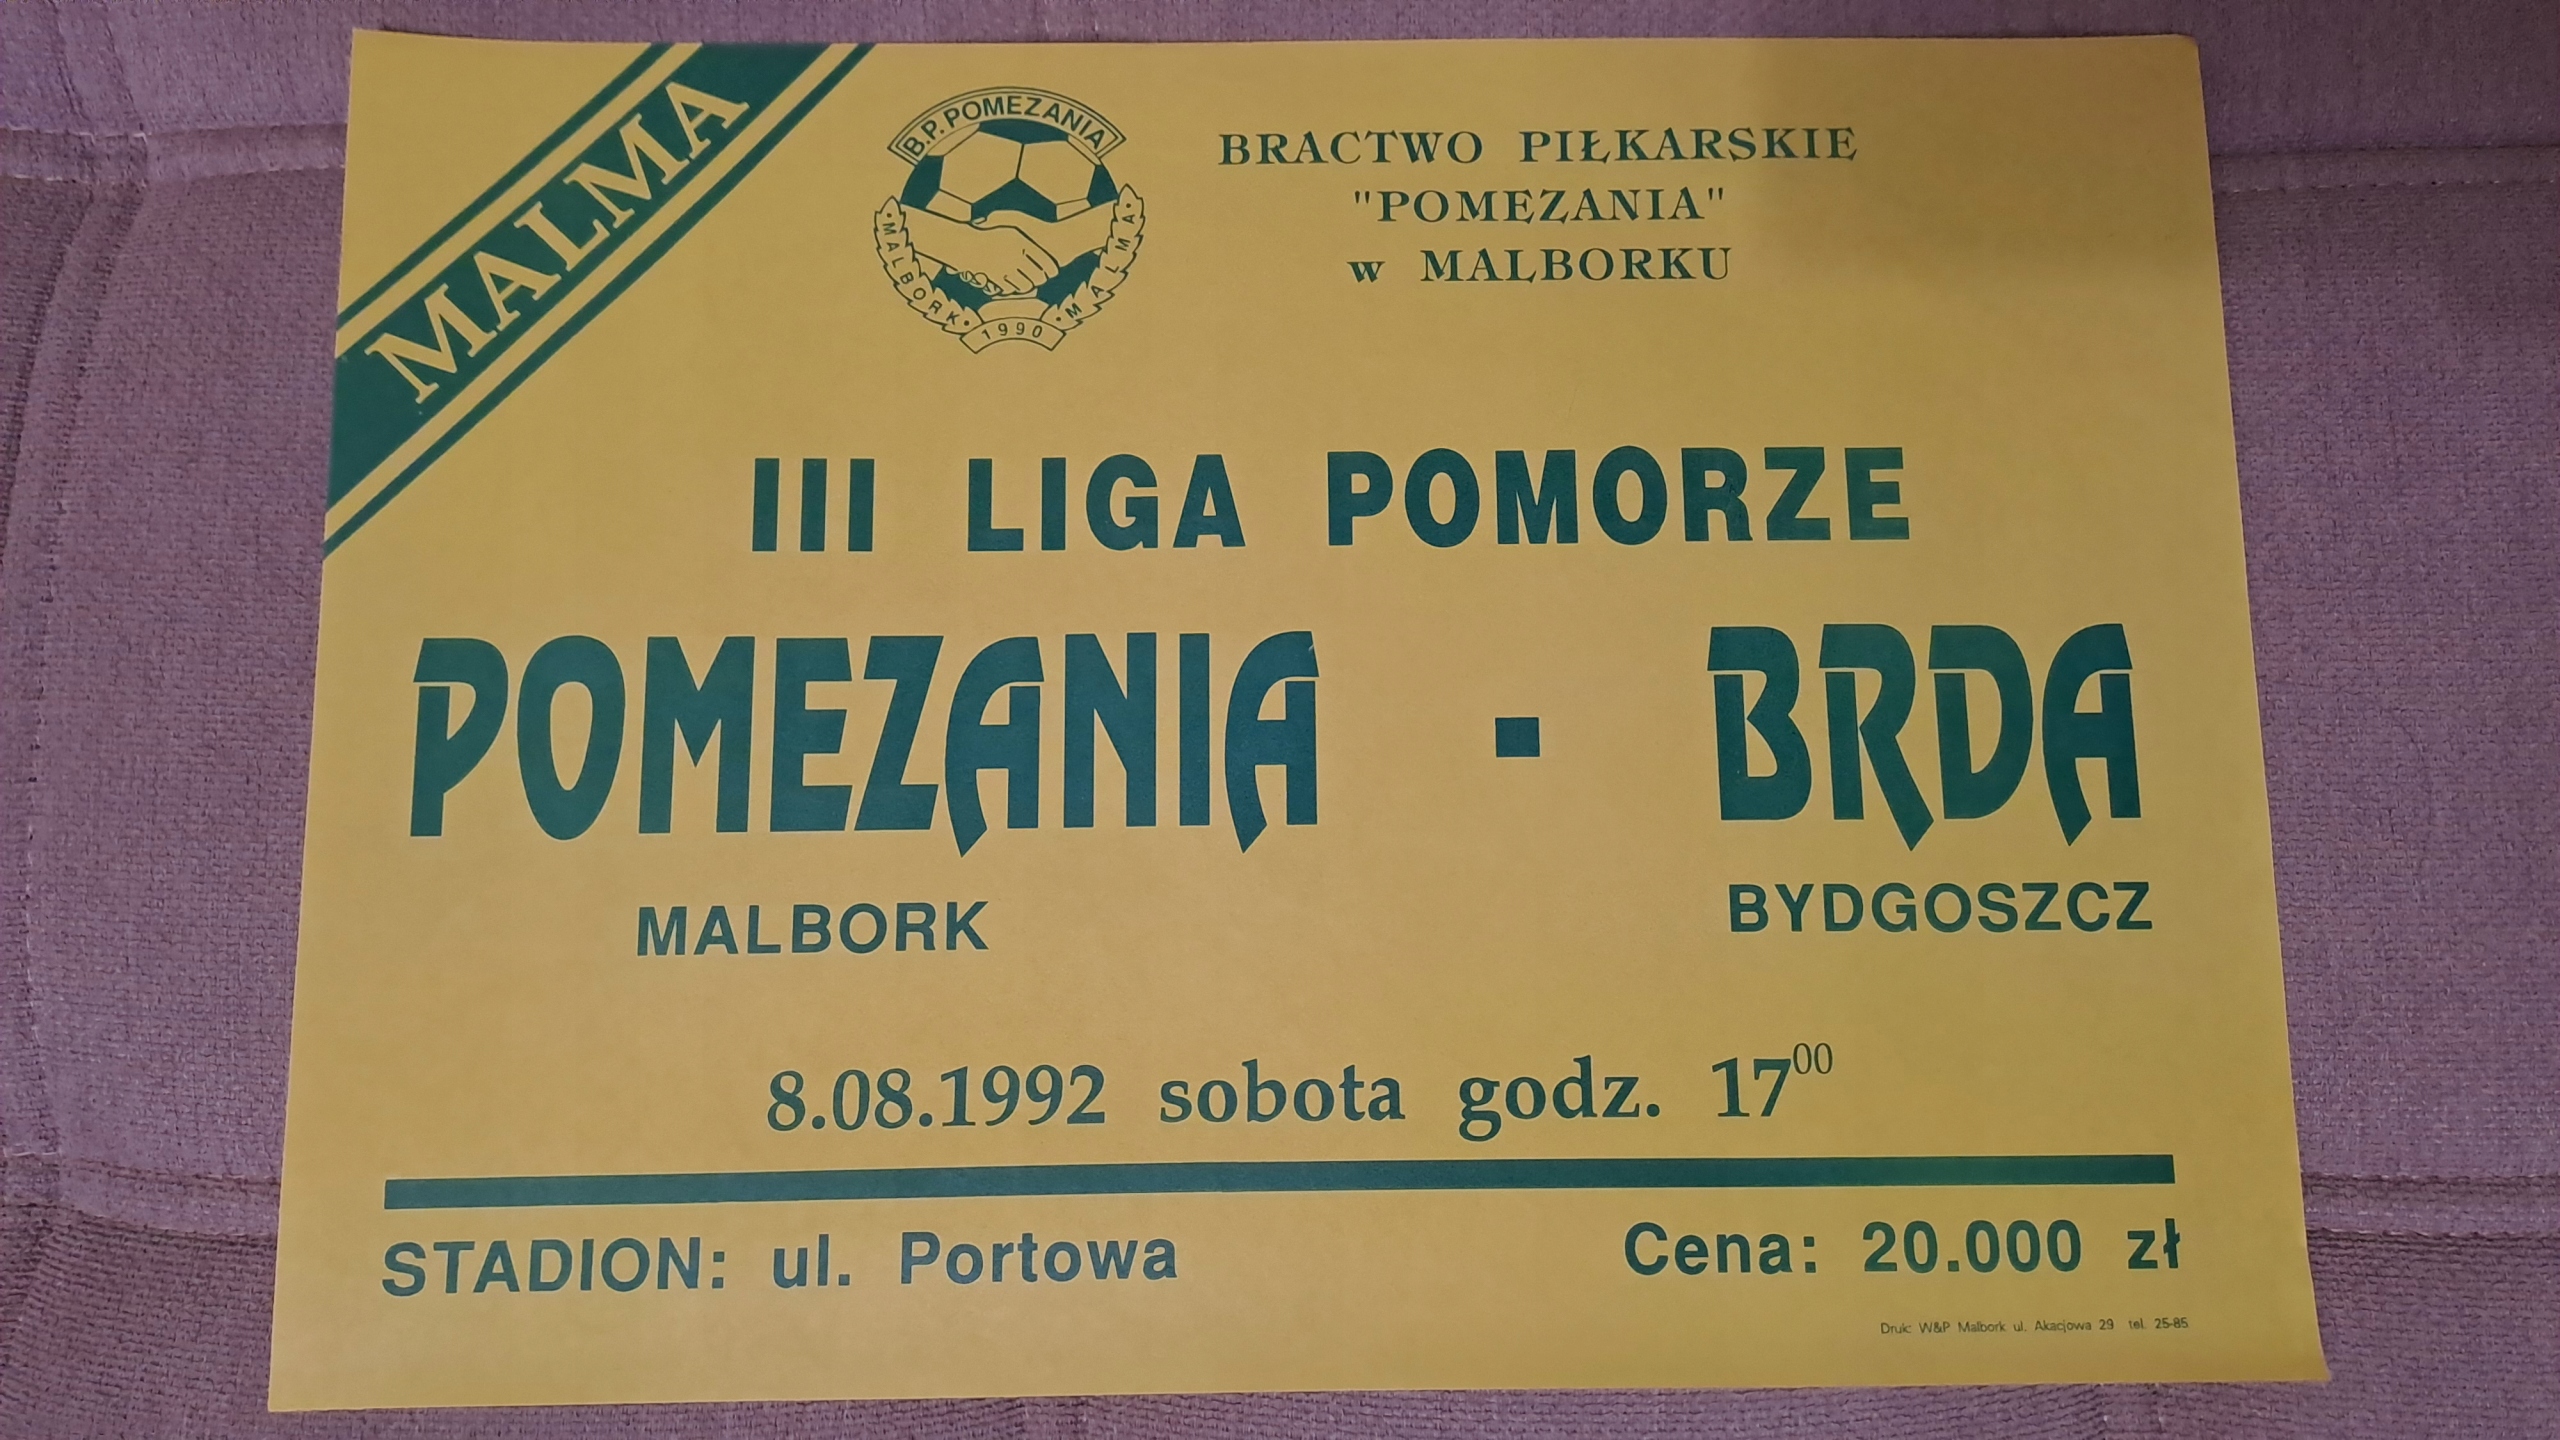 MALMA
B.P. POMEZANIA
MALBORK
MALMA
1990
BRACTWO PIŁKARSKIE
"POMEZANIA"
w MALBORKU
III LIGA POMORZE
POMEZANIA - BRDA
MALBORK BYDGOSZCZ
8.08.1992 sobota godz. 17⁰⁰
STADION: ul. Portowa Cena: 20.000 zł
Druk: W&P Malbork ul. Akacjowa 29 tel. 25-85